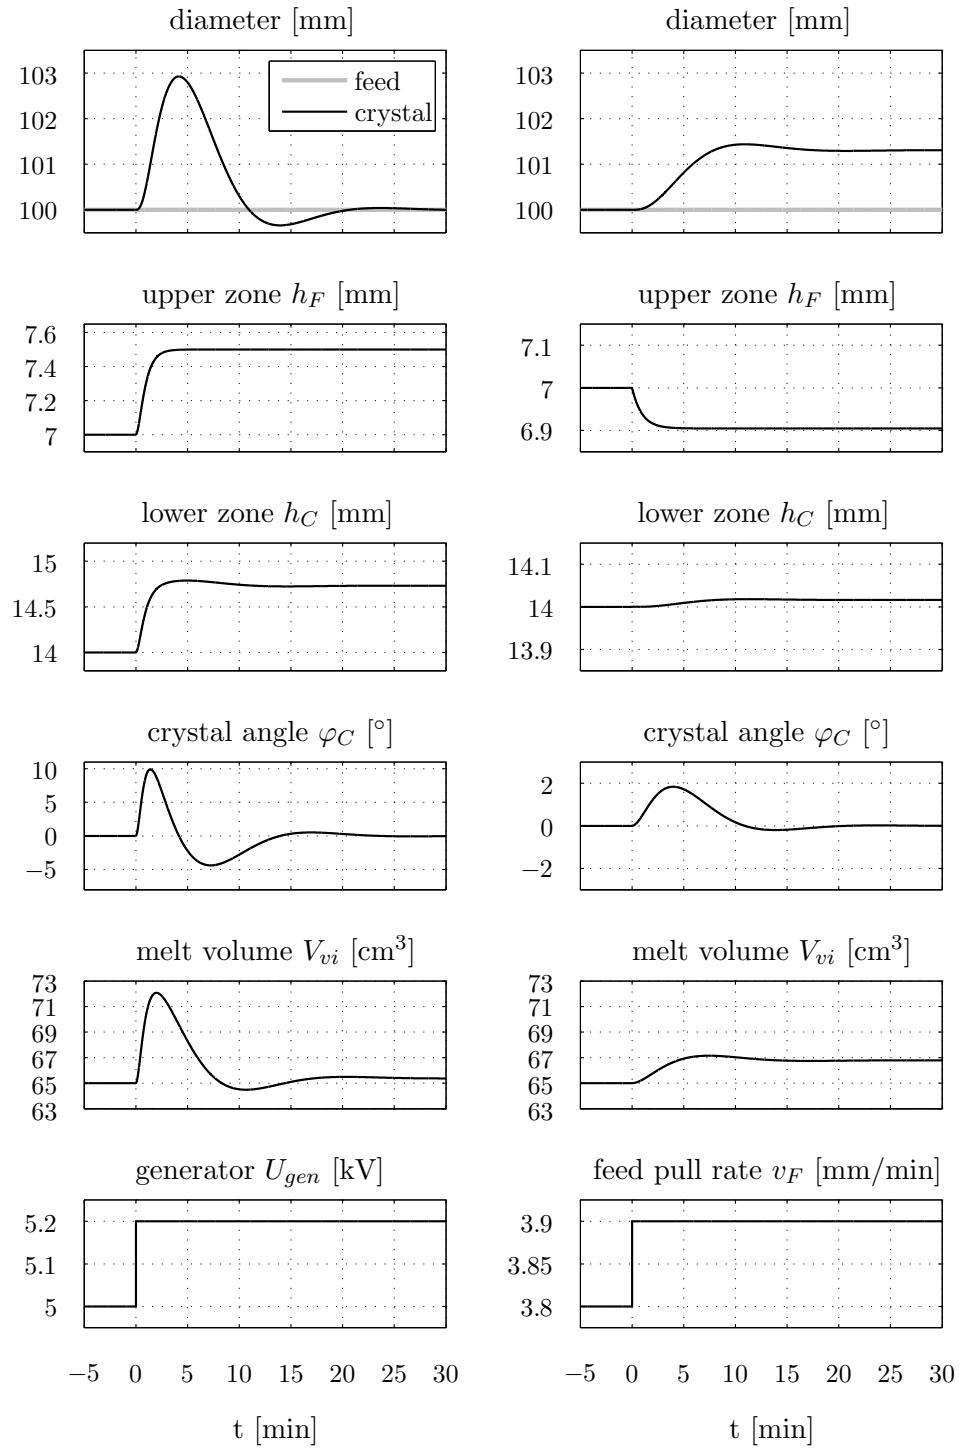 diameter [mm]
103
102
101
100
feed
crystal
upper zone h_F [mm]
7.6
7.4
7.2
7
lower zone h_C [mm]
15
14.5
14
crystal angle φ_C [°]
10
5
0
−5
melt volume V_vi [cm³]
73
71
69
67
65
63
generator U_gen [kV]
5.2
5.1
5
−5 0 5 10 15 20 25 30
t [min]
diameter [mm]
103
102
101
100
upper zone h_F [mm]
7.1
7
6.9
lower zone h_C [mm]
14.1
14
13.9
crystal angle φ_C [°]
2
0
−2
melt volume V_vi [cm³]
73
71
69
67
65
63
feed pull rate v_F [mm/min]
3.9
3.85
3.8
−5 0 5 10 15 20 25 30
t [min]